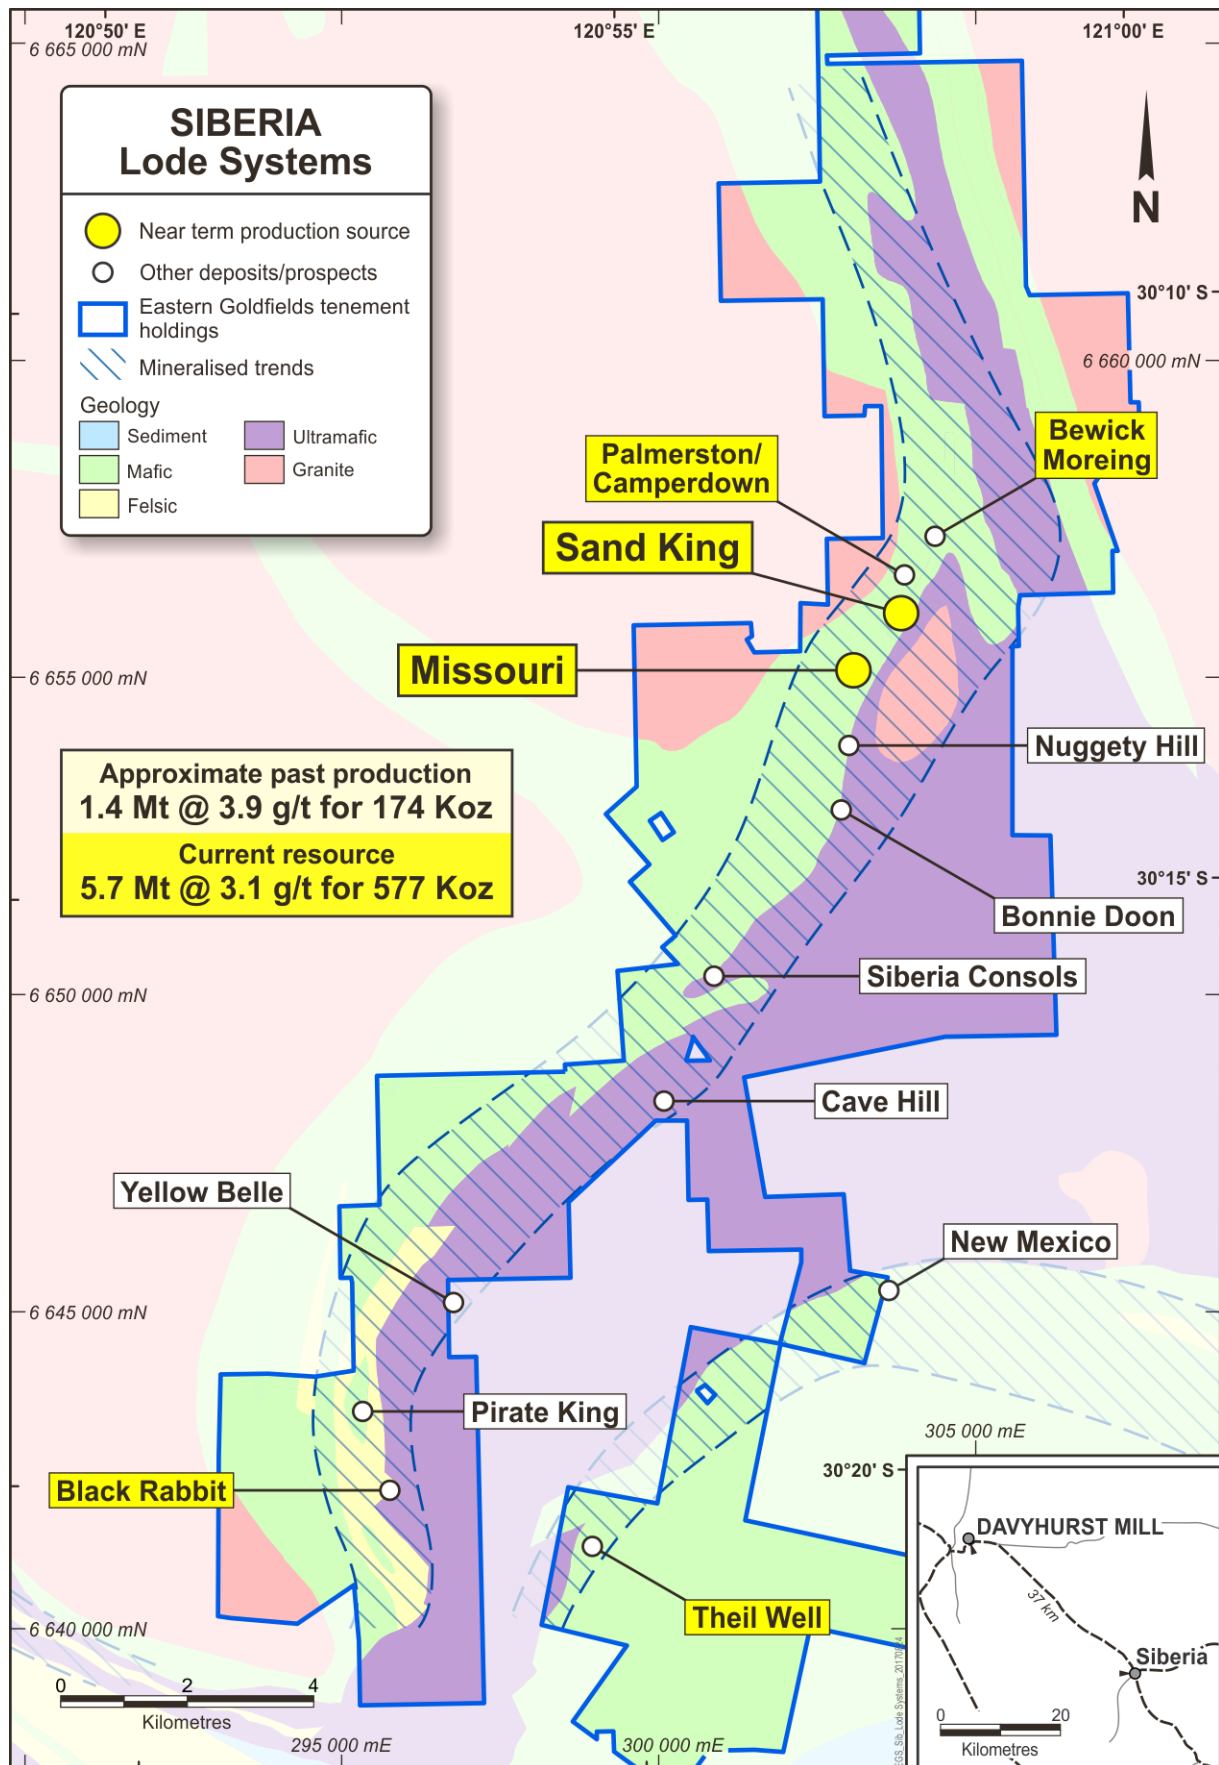 120°50' E
120°55' E
121°00' E
6 665 000 mN
SIBERIA
Lode Systems
Near term production source
Other deposits/prospects
Eastern Goldfields tenement
holdings
Mineralised trends
Geology
Sediment
Ultramafic
Mafic
Granite
Felsic
N
30°10' S
6 660 000 mN
Bewick
Moreing
Palmerston/
Camperdown
Sand King
Missouri
6 655 000 mN
Nuggety Hill
Approximate past production
1.4 Mt @ 3.9 g/t for 174 Koz
Current resource
5.7 Mt @ 3.1 g/t for 577 Koz
30°15' S
Bonnie Doon
Siberia Consols
6 650 000 mN
Cave Hill
Yellow Belle
New Mexico
6 645 000 mN
Pirate King
305 000 mE
30°20' S
Black Rabbit
DAVYHURST MILL
37 km
Theil Well
6 640 000 mN
Siberia
0 2 4
Kilometres
0 20
Kilometres
295 000 mE
300 000 mE